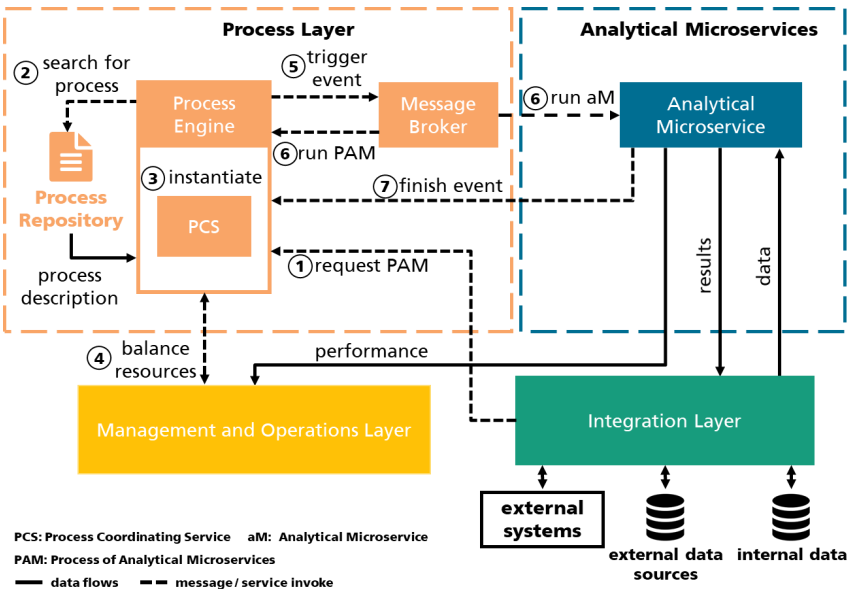 Process Layer
Analytical Microservices
② search for
process
⑤ trigger
event
Process
Engine
Message
Broker
⑥ run aM
Analytical
Microservice
⑥ run PAM
③ instantiate
⑦ finish event
Process
Repository
PCS
① request PAM
process
description
results
data
④ balance
resources
performance
Management and Operations Layer
Integration Layer
external
systems
external data
sources
internal data
PCS: Process Coordinating Service aM: Analytical Microservice
PAM: Process of Analytical Microservices
data flows message/service invoke